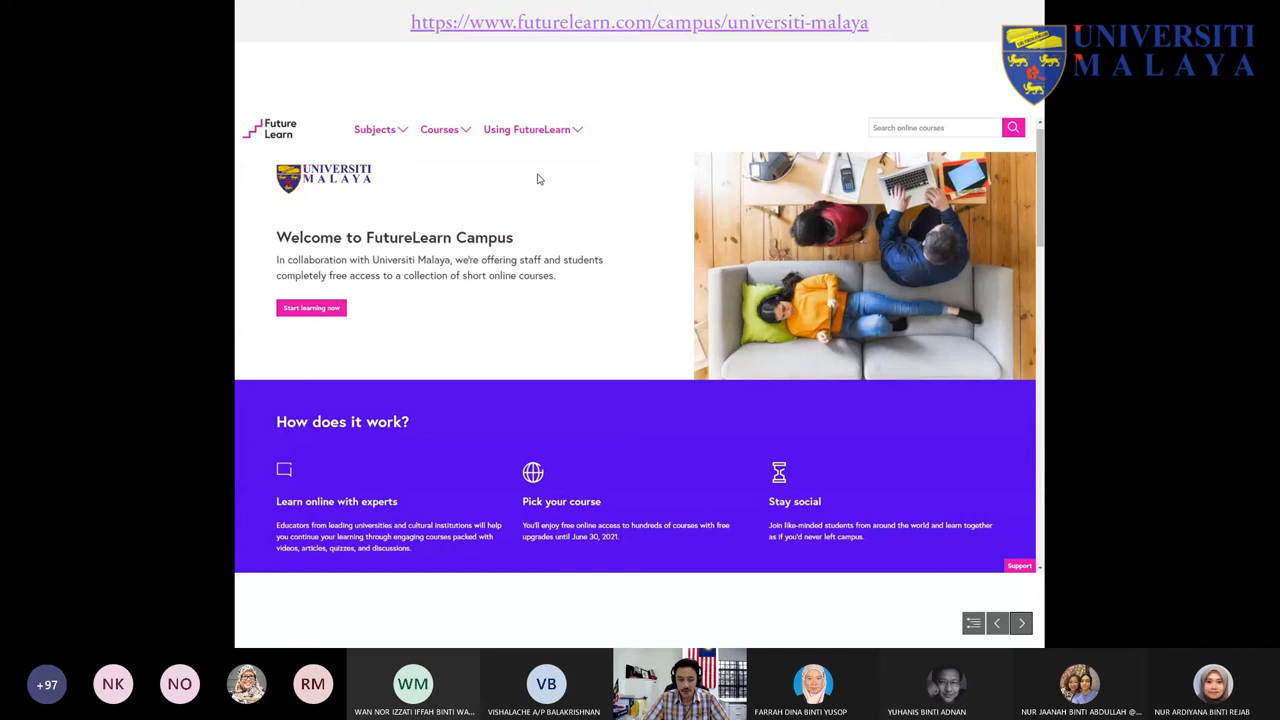 https://www.futurelearn.com/campus/universiti-malaya
UNIVERSITI
MALAYA
Future
Learn
Subjects
Courses
Using FutureLearn
Search online courses
UNIVERSITI
MALAYA
Welcome to FutureLearn Campus
In collaboration with Universiti Malaya, we're offering staff and students
completely free access to a collection of short online courses.
Start learning now
How does it work?
Learn online with experts
Educators from leading universities and cultural institutions will help
you continue your learning through engaging courses packed with
videos, articles, quizzes, and discussions.
Pick your course
You'll enjoy free online access to hundreds of courses with free
upgrades until June 30, 2021.
Stay social
Join like-minded students from around the world and learn together
as if you'd never left campus.
Support
+97
NK
NO
RM
WM
WAN NOR IZZATI IFFAH BINTI WA...
VB
VISHALACHE A/P BALAKRISHNAN
FARRAH DINA BINTI YUSOP
YUHANIS BINTI ADNAN
NUR JAANAH BINTI ABDULLAH @...
NUR ARDIYANA BINTI REJAB